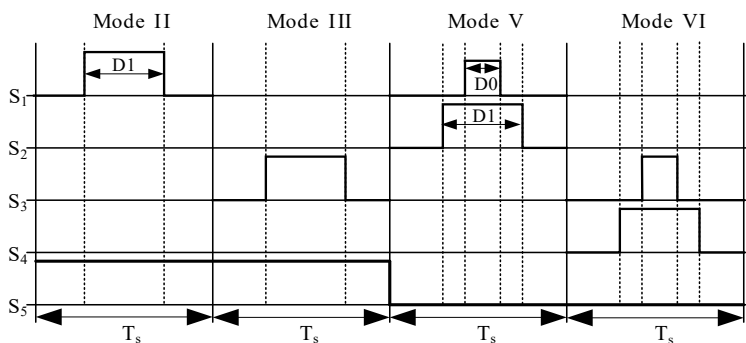 Mode II Mode III Mode V Mode VI
D1
D0
S1
D1
S2
S3
S4
S5
Ts Ts Ts Ts